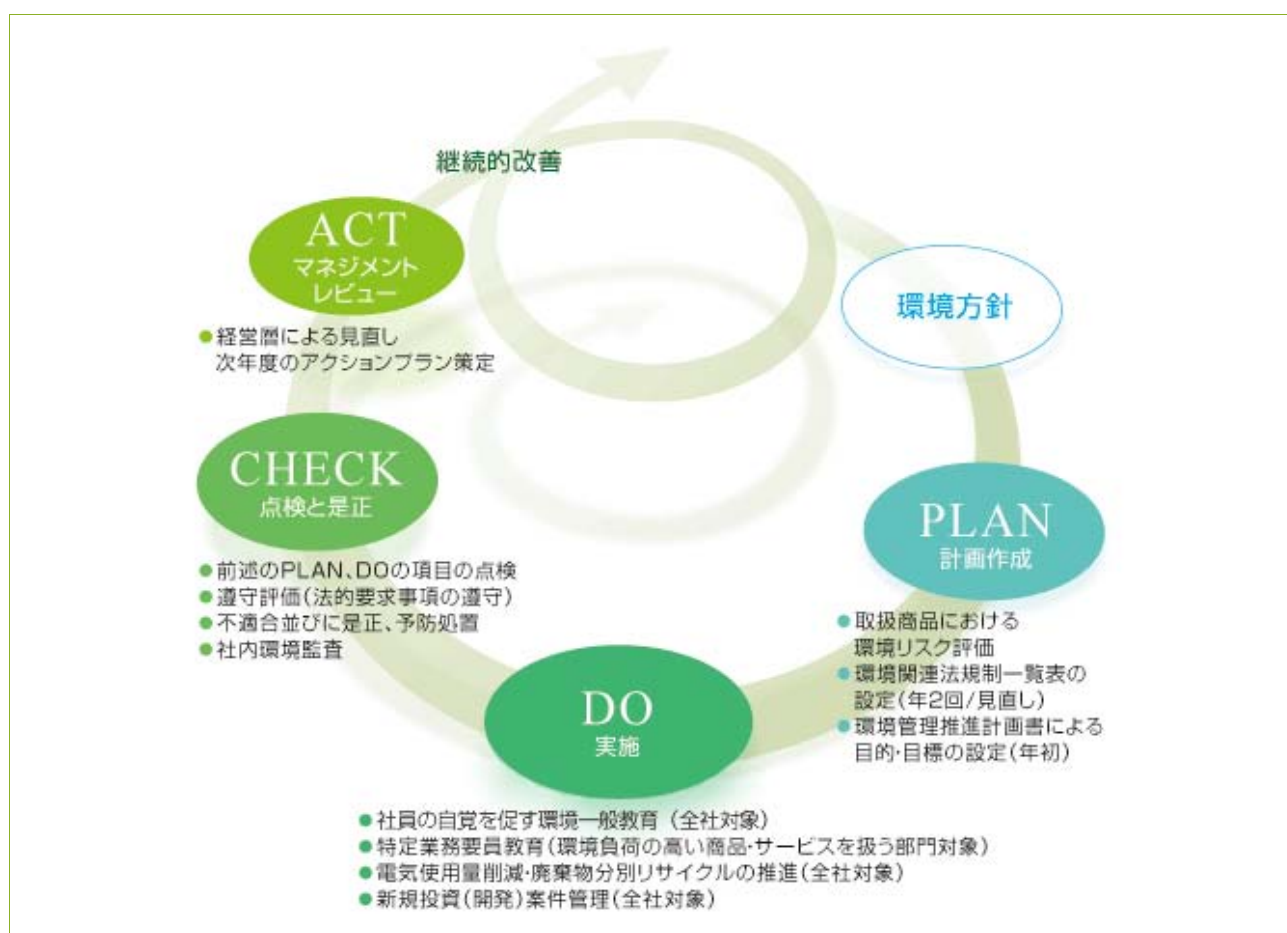 継続的改善
ACT
マネジメント
レビュー
●経営層による見直し
次年度のアクションプラン策定
環境方針
CHECK
点検と是正
●前述のPLAN、DOの項目の点検
●遵守評価(法的要求事項の遵守)
●不適合並びに是正、予防処置
●社内環境監査
PLAN
計画作成
●取扱商品における
環境リスク評価
●環境関連法規制一覧表の
設定(年2回/見直し)
●環境管理推進計画書による
目的・目標の設定(年初)
DO
実施
●社員の自覚を促す環境一般教育 (全社対象)
●特定業務要員教育(環境負荷の高い商品・サービスを扱う部門対象)
●電気使用量削減・廃棄物分別リサイクルの推進(全社対象)
●新規投資(開発)案件管理(全社対象)